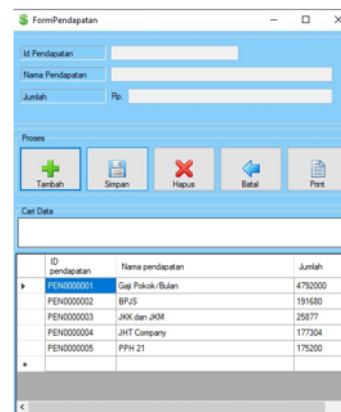 FormPendapatan
Id Pendapatan
Nama Pendapatan
Jumlah Rp.
Proses
Tambah Simpan Hapus Batal Print
Cari Data
ID pendapatan Nama pendapatan Jumlah
PEN0000001 Gaji Pokok/Bulan 4792000
PEN0000002 BPJS 191680
PEN0000003 JKK dan JKM 25877
PEN0000004 JHT Company 177304
PEN0000005 PPH 21 175200